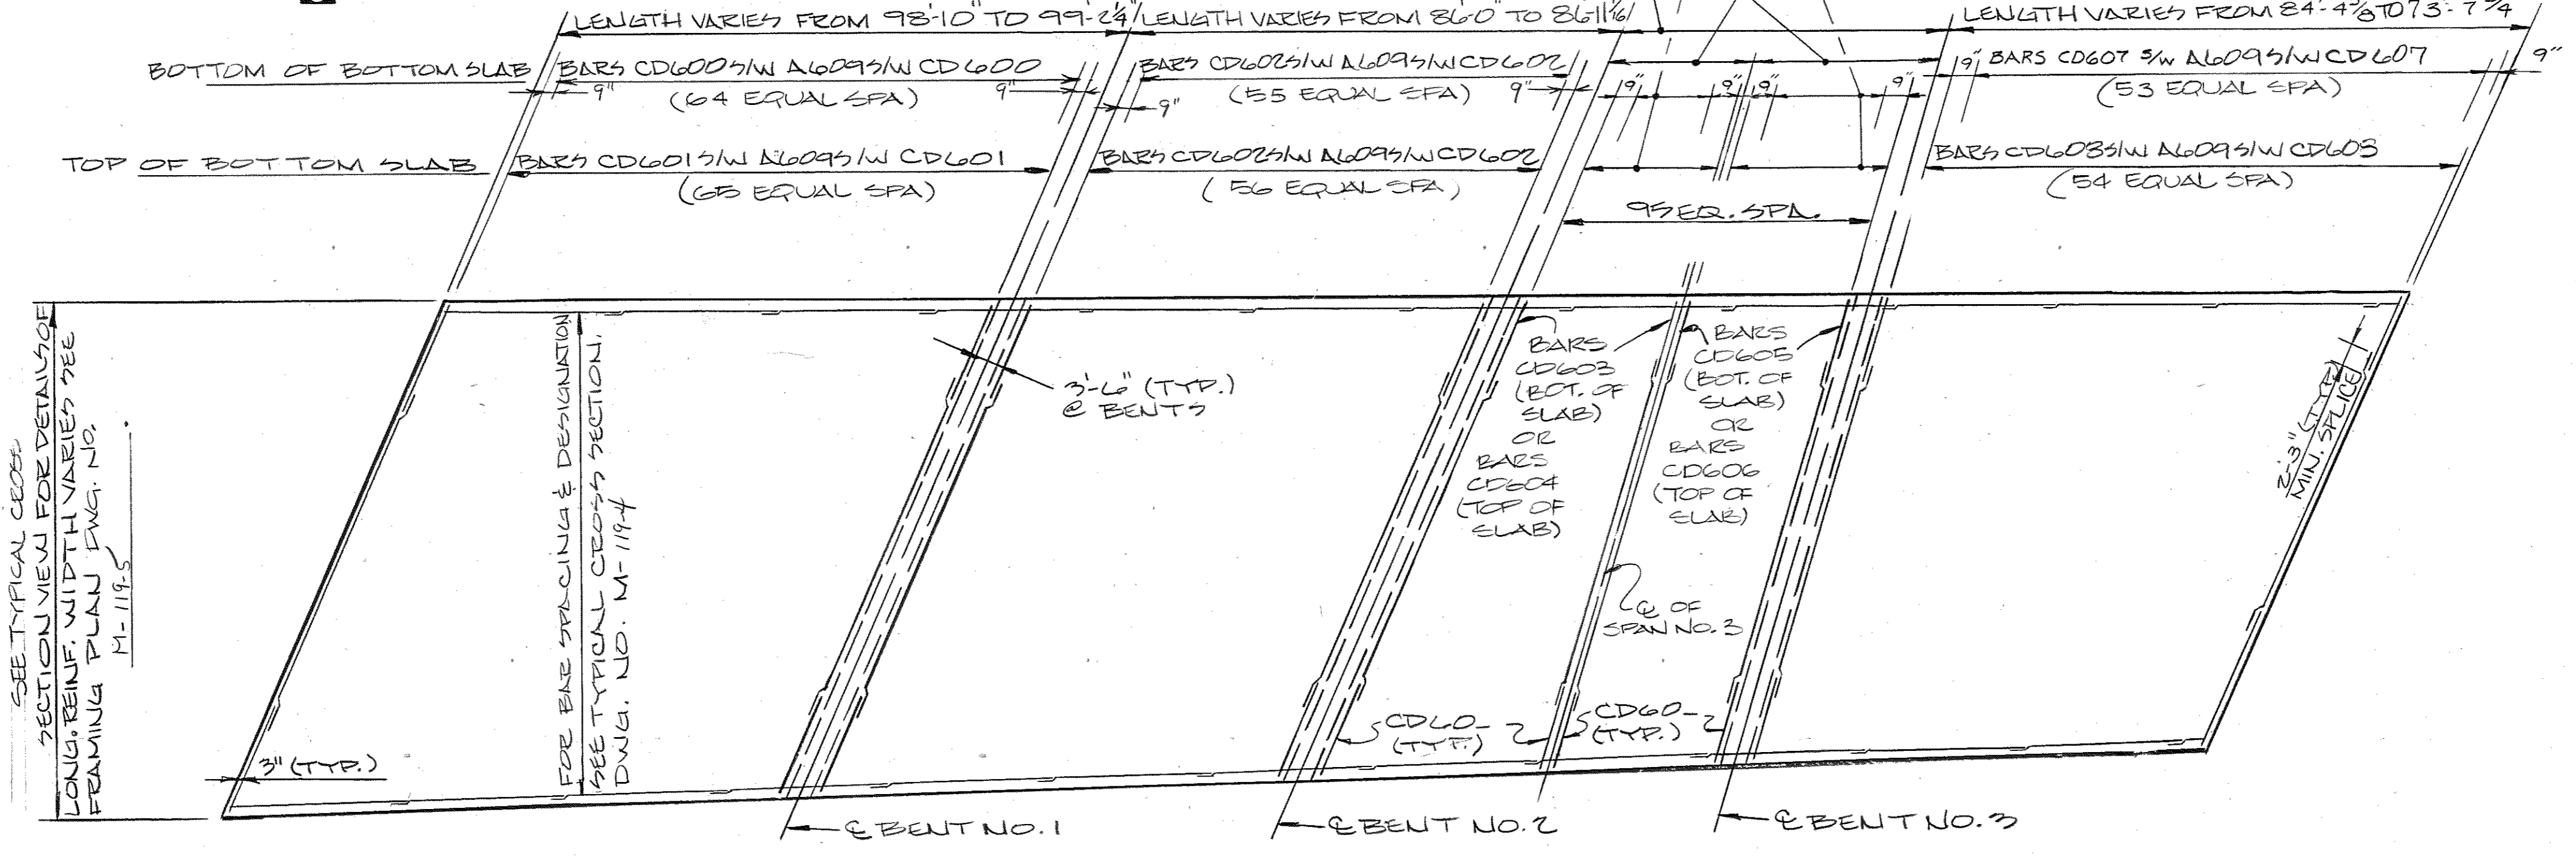 LENGTH VARIES FROM 98'-10" TO 99'-2¼"
LENGTH VARIES FROM 86'-0" TO 86'-11 1/16
LENGTH VARIES FROM 84'-4⅜ TO 73'-7¾
BOTTOM OF BOTTOM SLAB
BARS CD600 S/W A609 S/W CD600
9"
(64 EQUAL SPA)
9"
BARS CD602 S/W A609 S/W CD602
9"
(55 EQUAL SPA)
9"
9"
9"
9"
9"
9"
BARS CD607 S/W A609 S/W CD607
(53 EQUAL SPA)
9"
TOP OF BOTTOM SLAB
BARS CD601 S/W A609 S/W CD601
(65 EQUAL SPA)
BARS CD602 S/W A609 S/W CD602
(56 EQUAL SPA)
BARS CD603 S/W A609 S/W CD603
(54 EQUAL SPA)
95 EQ. SPA.
SEE TYPICAL CROSS
SECTION VIEW FOR DETAILS OF
LONG. REINF. WIDTH VARIES SEE
FRAMING PLAN DWG. NO.
M-119-5
FOR BAR SPACING & DESIGNATION
SEE TYPICAL CROSS SECTION.
DWG. NO. M-119-4
3'-6" (TYP.)
@ BENTS
BARS
CD603
(BOT. OF
SLAB)
OR
BARS
CD604
(TOP OF
SLAB)
BARS
CD605
(BOT. OF
SLAB)
OR
BARS
CD606
(TOP OF
SLAB)
2'-3" (TYP.)
MIN. SPLICE
℄ OF
SPAN NO. 3
CD60-
(TYP.)
CD60-
(TYP.)
3" (TYP.)
℄ BENT NO. 1
℄ BENT NO. 2
℄ BENT NO. 3